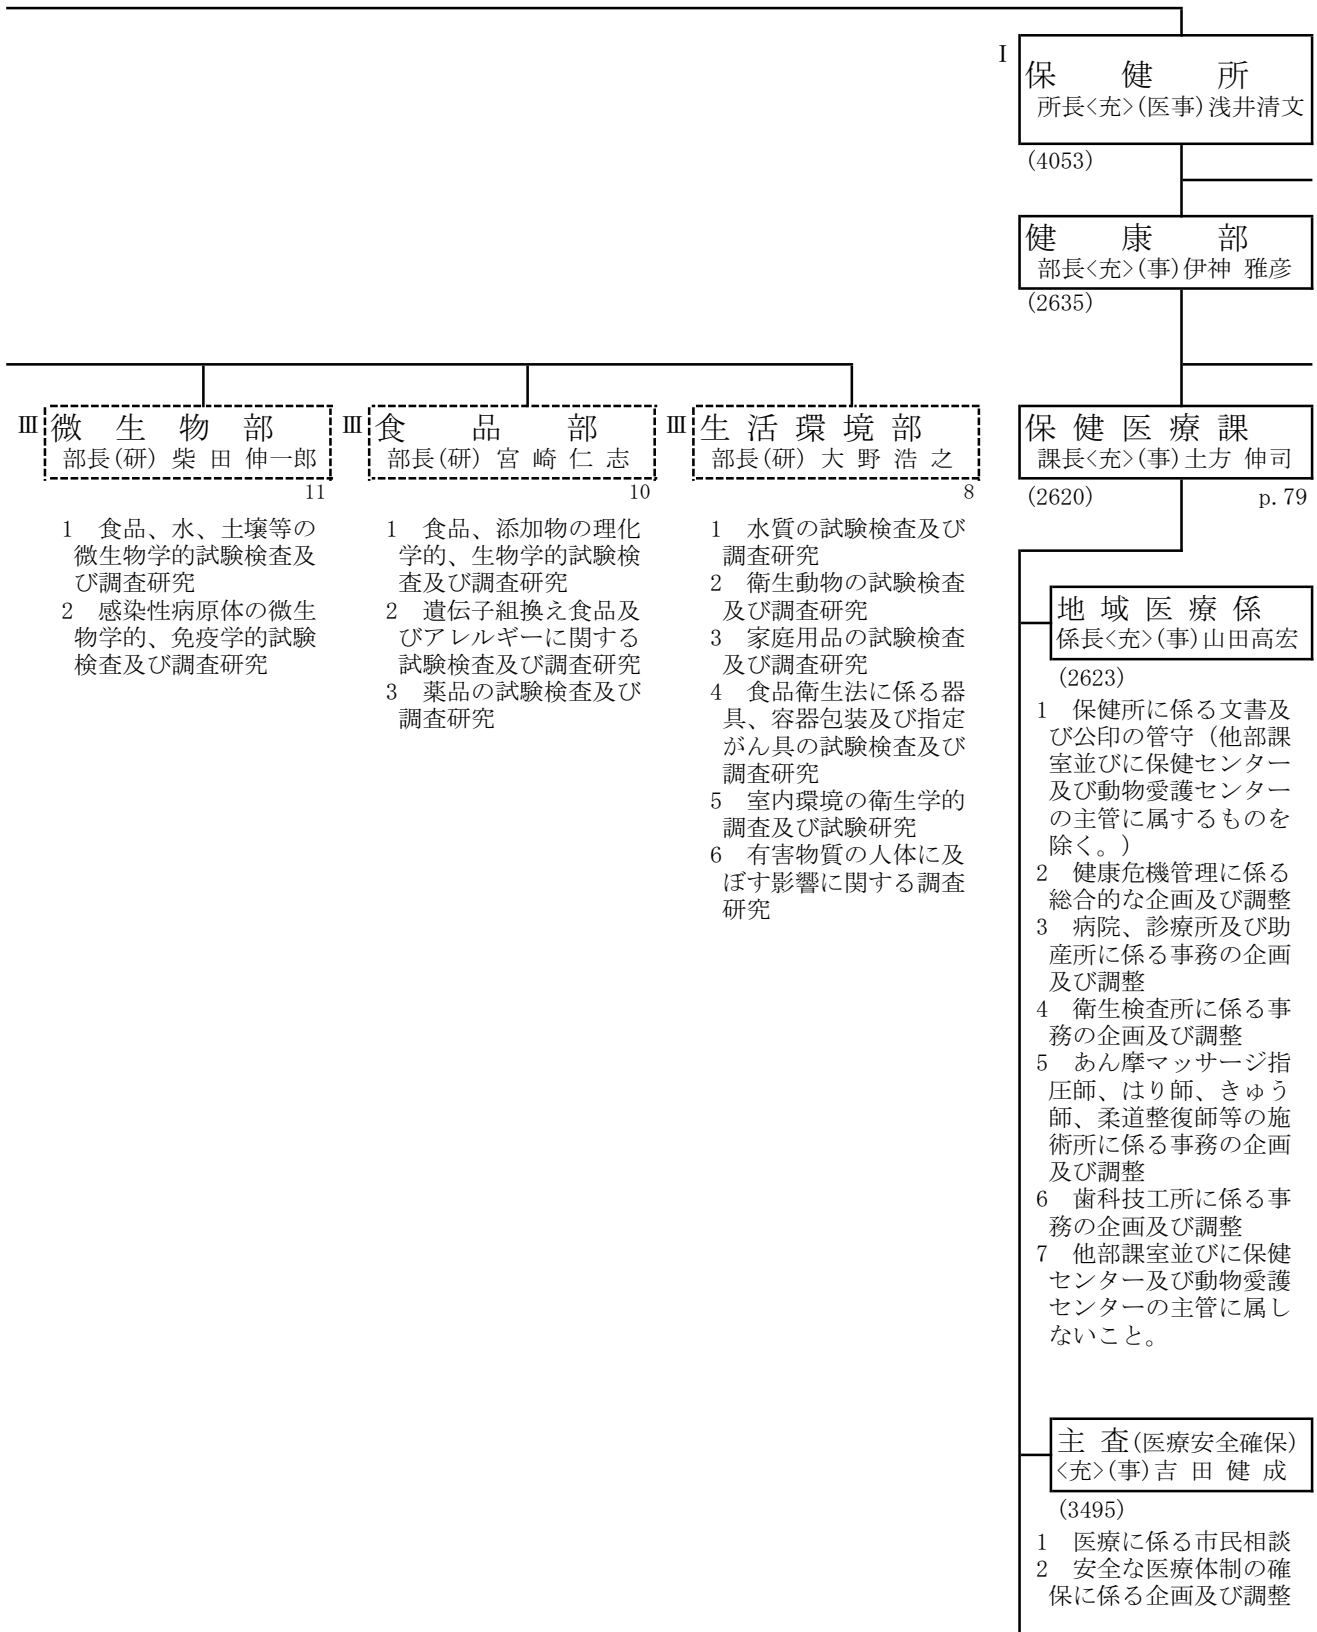 Ⅰ
保健所
所長<充>(医事)浅井清文
(4053)
健康部
部長<充>(事)伊神 雅彦
(2635)
Ⅲ
微生物部
部長(研) 柴田伸一郎
11
1 食品、水、土壌等の
微生物学的試験検査及
び調査研究
2 感染性病原体の微生
物学的、免疫学的試験
検査及び調査研究
Ⅲ
食品部
部長(研) 宮崎仁志
10
1 食品、添加物の理化
学的、生物学的試験検
査及び調査研究
2 遺伝子組換え食品及
びアレルギーに関する
試験検査及び調査研究
3 薬品の試験検査及び
調査研究
Ⅲ
生活環境部
部長(研) 大野浩之
8
1 水質の試験検査及び
調査研究
2 衛生動物の試験検査
及び調査研究
3 家庭用品の試験検査
及び調査研究
4 食品衛生法に係る器
具、容器包装及び指定
がん具の試験検査及び
調査研究
5 室内環境の衛生学的
調査及び試験研究
6 有害物質の人体に及
ぼす影響に関する調査
研究
保健医療課
課長<充>(事)土方 伸司
(2620) p.79
地域医療係
係長<充>(事)山田高宏
(2623)
1 保健所に係る文書及
び公印の管守（他部課
室並びに保健センター
及び動物愛護センター
の主管に属するものを
除く。）
2 健康危機管理に係る
総合的な企画及び調整
3 病院、診療所及び助
産所に係る事務の企画
及び調整
4 衛生検査所に係る事
務の企画及び調整
5 あん摩マッサージ指
圧師、はり師、きゅう
師、柔道整復師等の施
術所に係る事務の企画
及び調整
6 歯科技工所に係る事
務の企画及び調整
7 他部課室並びに保健
センター及び動物愛護
センターの主管に属し
ないこと。
主査(医療安全確保)
<充>(事)吉田健成
(3495)
1 医療に係る市民相談
2 安全な医療体制の確
保に係る企画及び調整